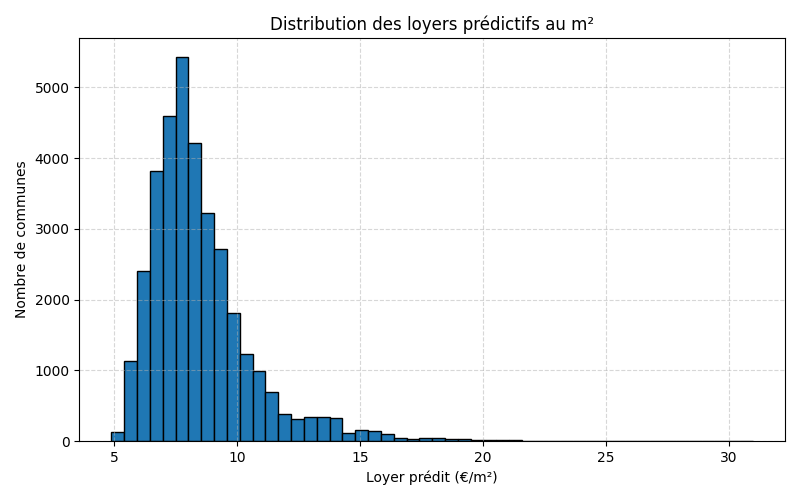 Distribution des loyers prédictifs au m²
Nombre de communes
5000
4000
3000
2000
1000
0
5 10 15 20 25 30
Loyer prédit (€/m²)